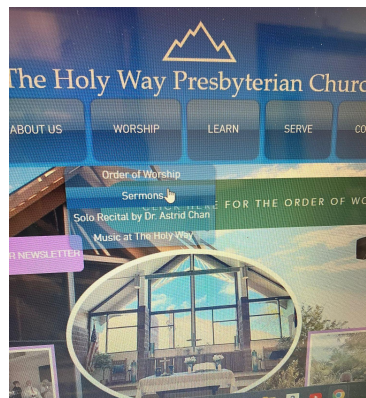 The Holy Way Presbyterian Churc
ABOUT US WORSHIP LEARN SERVE CO
Order of Worship
Sermons
HERE FOR THE ORDER OF WO
Solo Recital by Dr. Astrid Chan
Music at The Holy Way
R NEWSLETTER